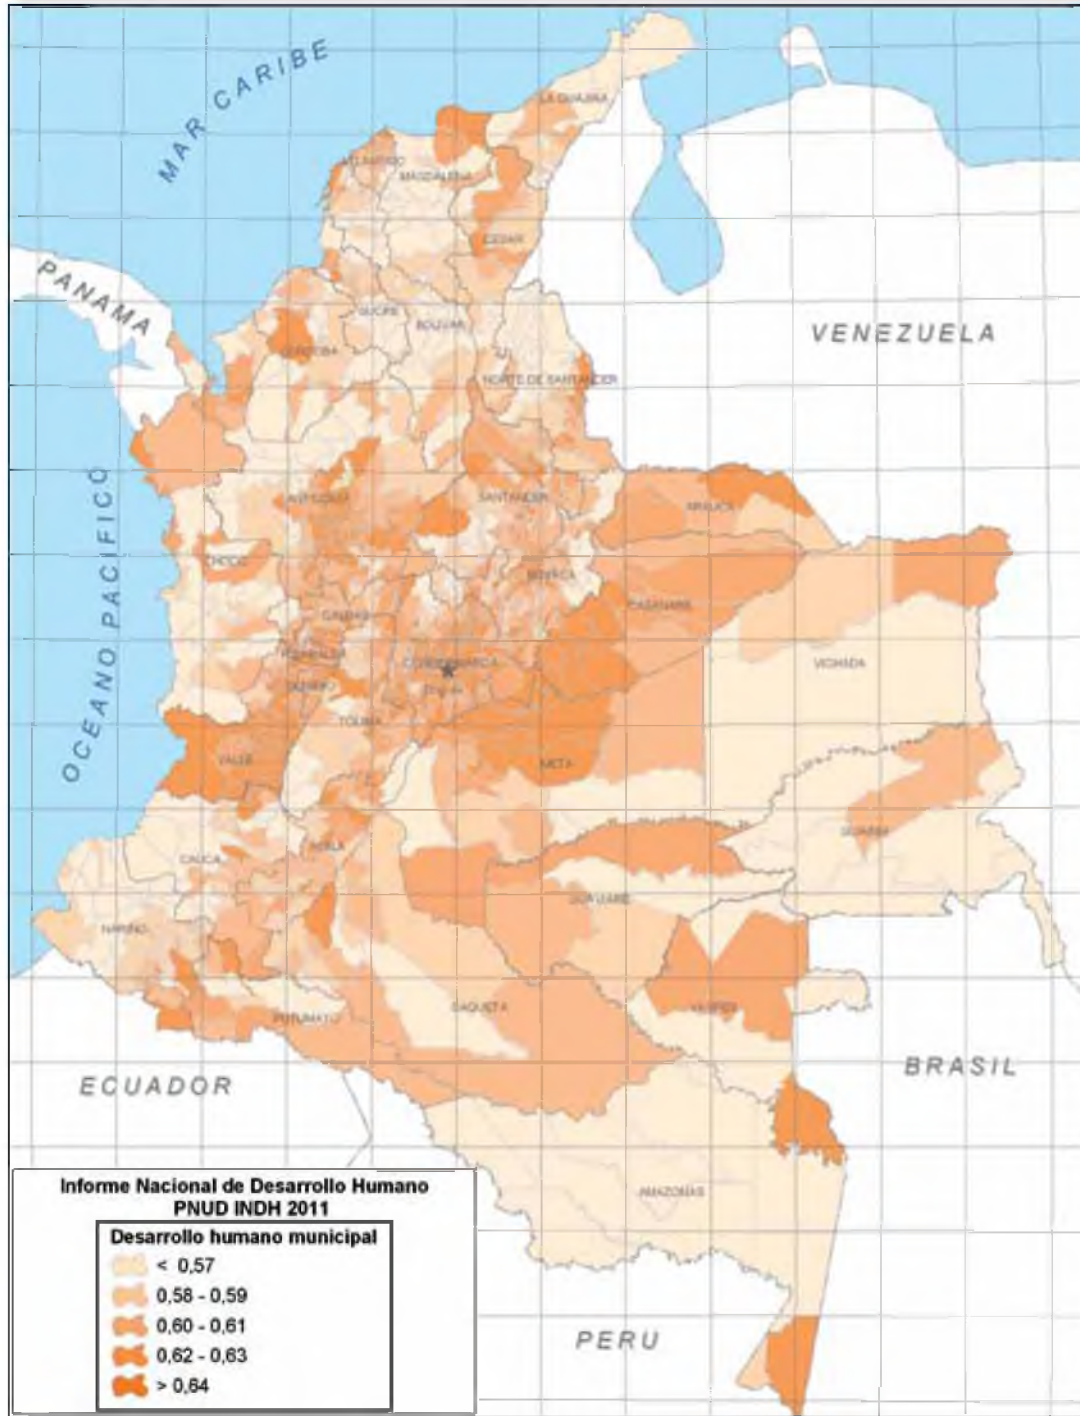 MAR CARIBE
LA GUAJIRA
ATLANTICO
MAGDALENA
CESAR
PANAMA
SUCRE
BOLIVAR
VENEZUELA
CORDOBA
NORTE DE SANTANDER
OCEANO PACIFICO
ANTIOQUIA
SANTANDER
ARAUCA
CHOCO
BOYACA
CASANARE
CALDAS
RISARALDA
CUNDINAMARCA
VICHADA
QUINDIO
TOLIMA
VALLE
META
GUAINIA
CAUCA
HUILA
GUAVIARE
NARIÑO
CAQUETA
VAUPES
PUTUMAYO
ECUADOR
BRASIL
AMAZONAS
PERU
Informe Nacional de Desarrollo Humano
PNUD INDH 2011
Desarrollo humano municipal
< 0,57
0,58 - 0,59
0,60 - 0,61
0,62 - 0,63
> 0,64